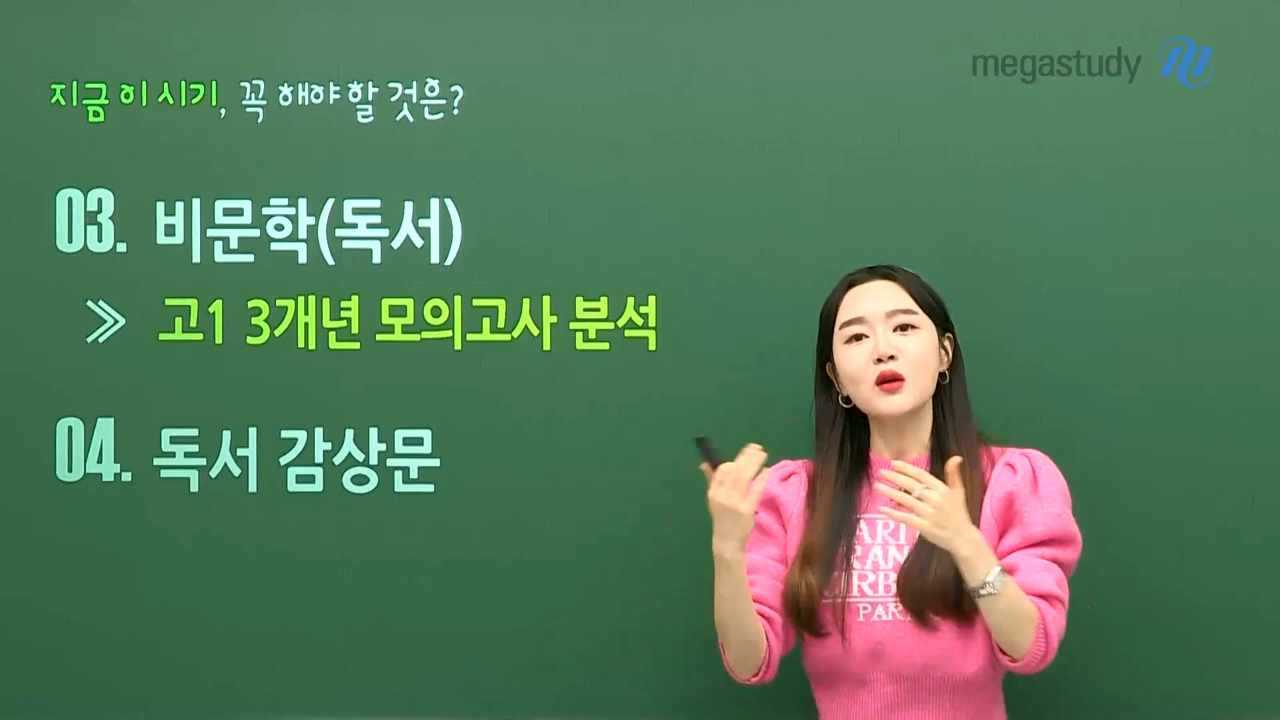 megastudy
지금 이 시기, 꼭 해야 할 것은?
03. 비문학(독서)
≫ 고1 3개년 모의고사 분석
04. 독서 감상문
PAR